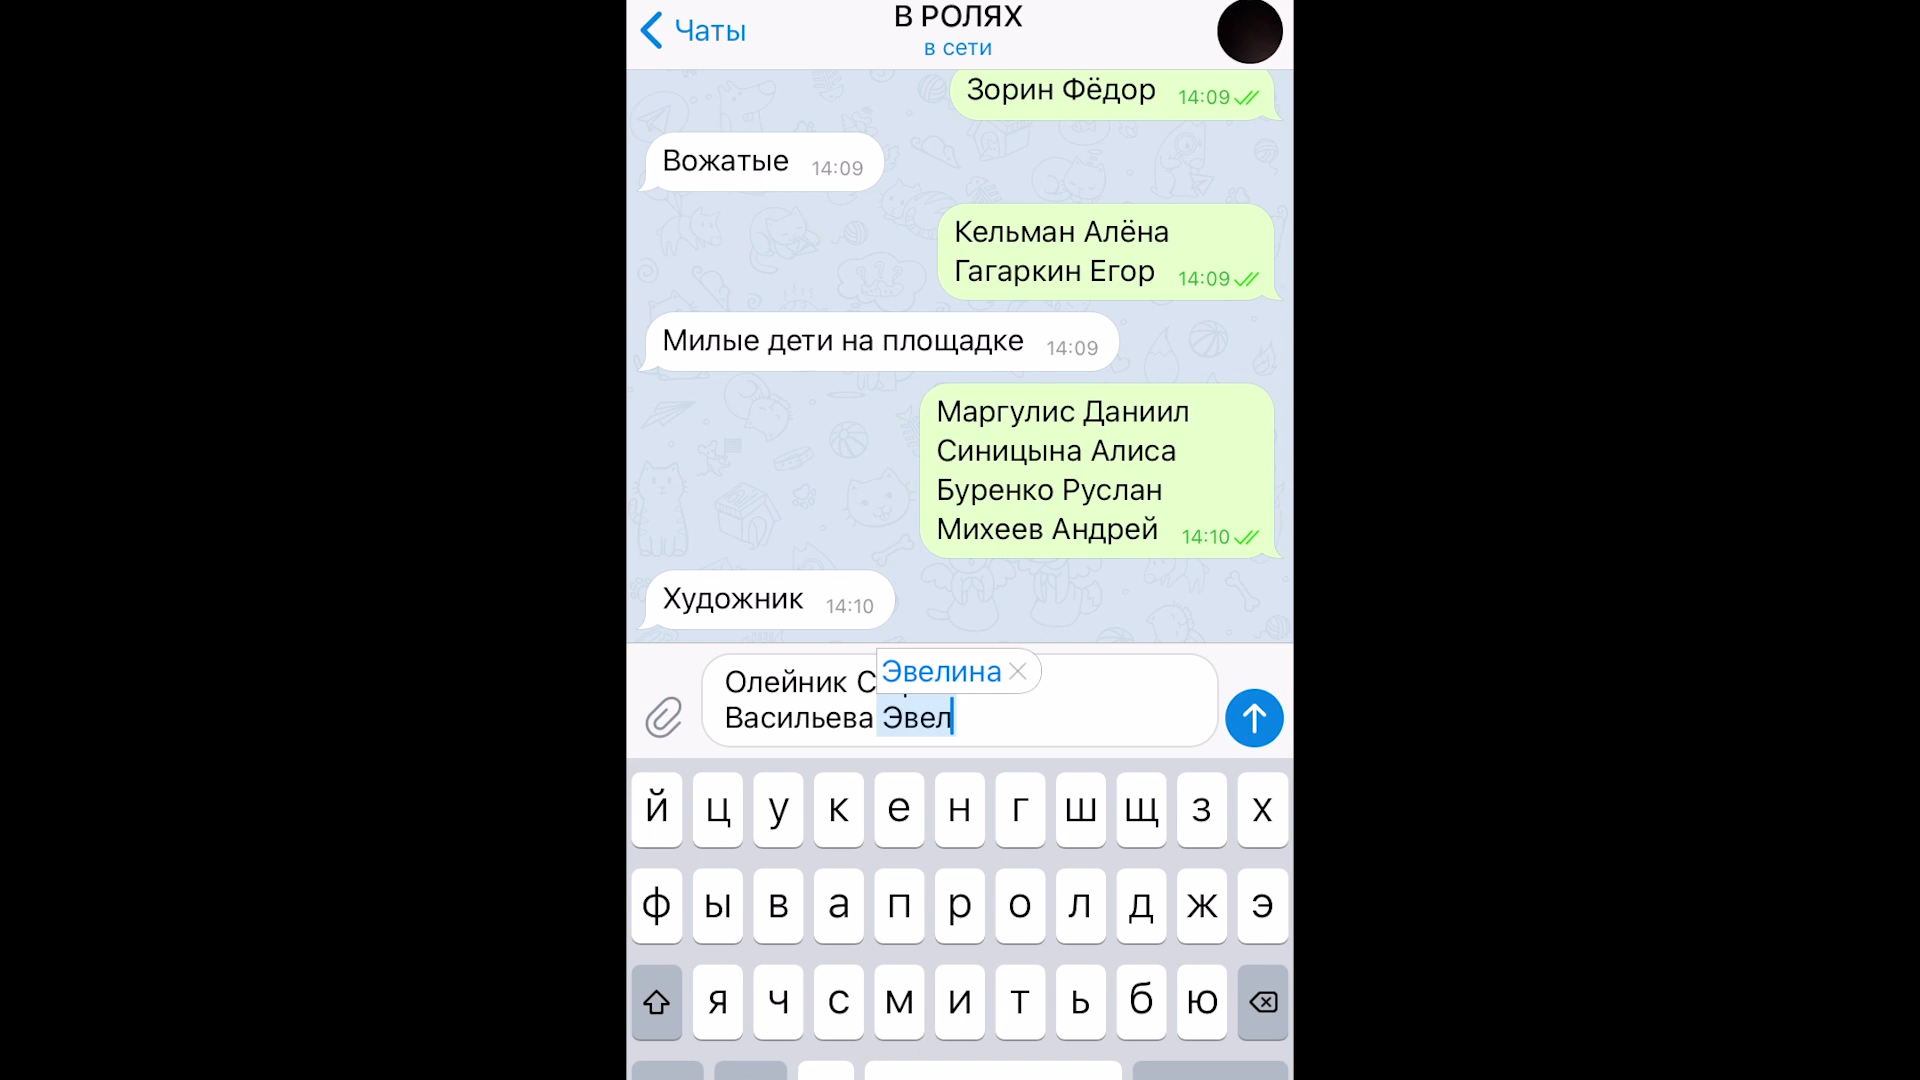 Чаты
В РОЛЯХ
в сети
Зорин Фёдор 14:09
Вожатые 14:09
Кельман Алёна
Гагаркин Егор 14:09
Милые дети на площадке 14:09
Маргулис Даниил
Синицына Алиса
Буренко Руслан
Михеев Андрей 14:10
Художник 14:10
Эвелина
Олейник
Васильева Эвел
й ц у к е н г ш щ з х
ф ы в а п р о л д ж э
я ч с м и т ь б ю